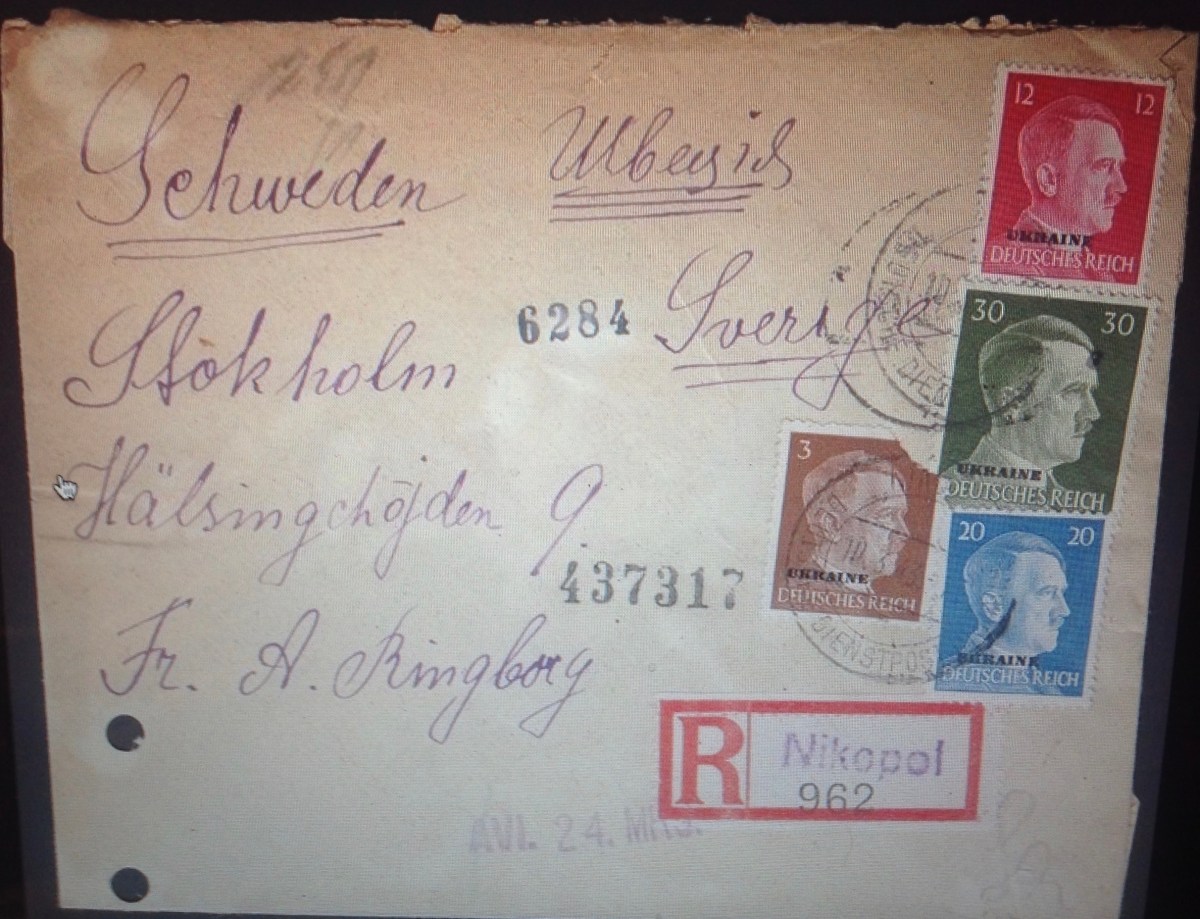 Schweden
12 12
UKRAINE
DEUTSCHES REICH
Sverige
6284
30 30
UKRAINE
DEUTSCHES REICH
Stokholm
3
UKRAINE
DEUTSCHES REICH
20 20
UKRAINE
DEUTSCHES REICH
Hälsingehöjden 9
437317
DIENSTPOS
Fr. A. Ringborg
R Nikopol
962
AVI. 24. MRS.